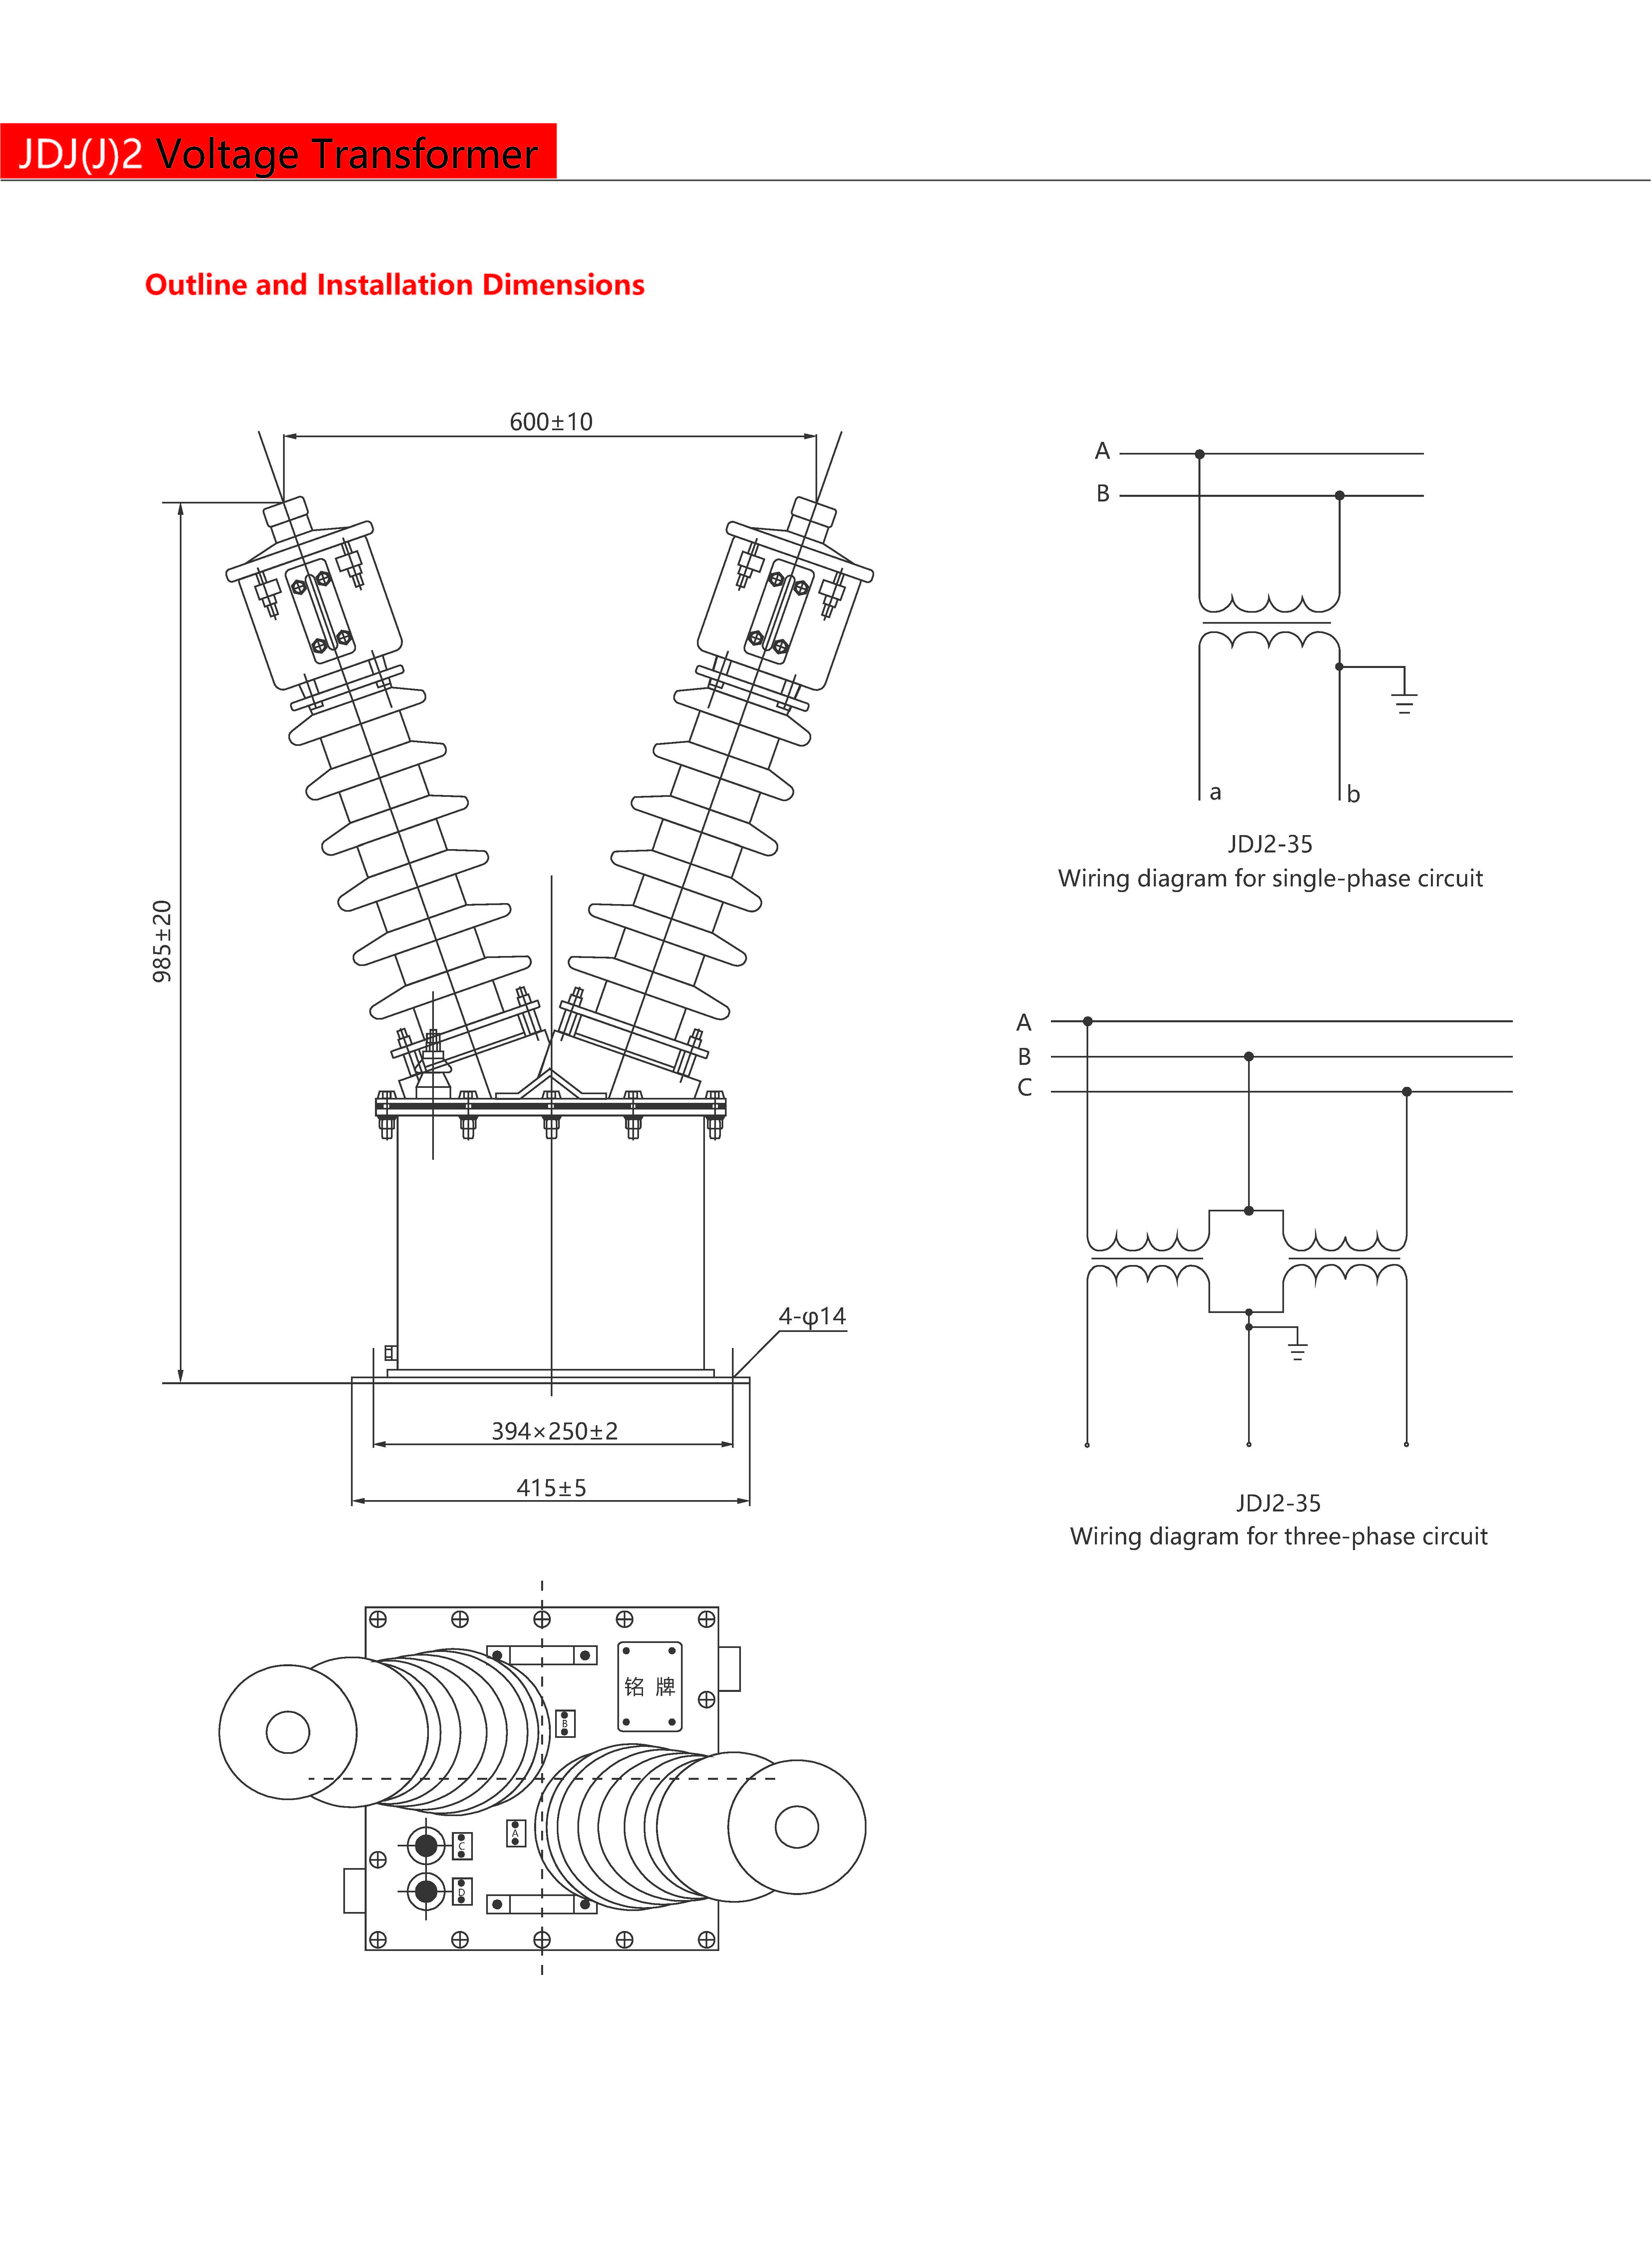 JDJ(J)2 Voltage Transformer
Outline and Installation Dimensions
600±10
985±20
4-φ14
394×250±2
415±5
A
B
a
b
JDJ2-35
Wiring diagram for single-phase circuit
A
B
C
JDJ2-35
Wiring diagram for three-phase circuit
铭 牌
B
A
C
D